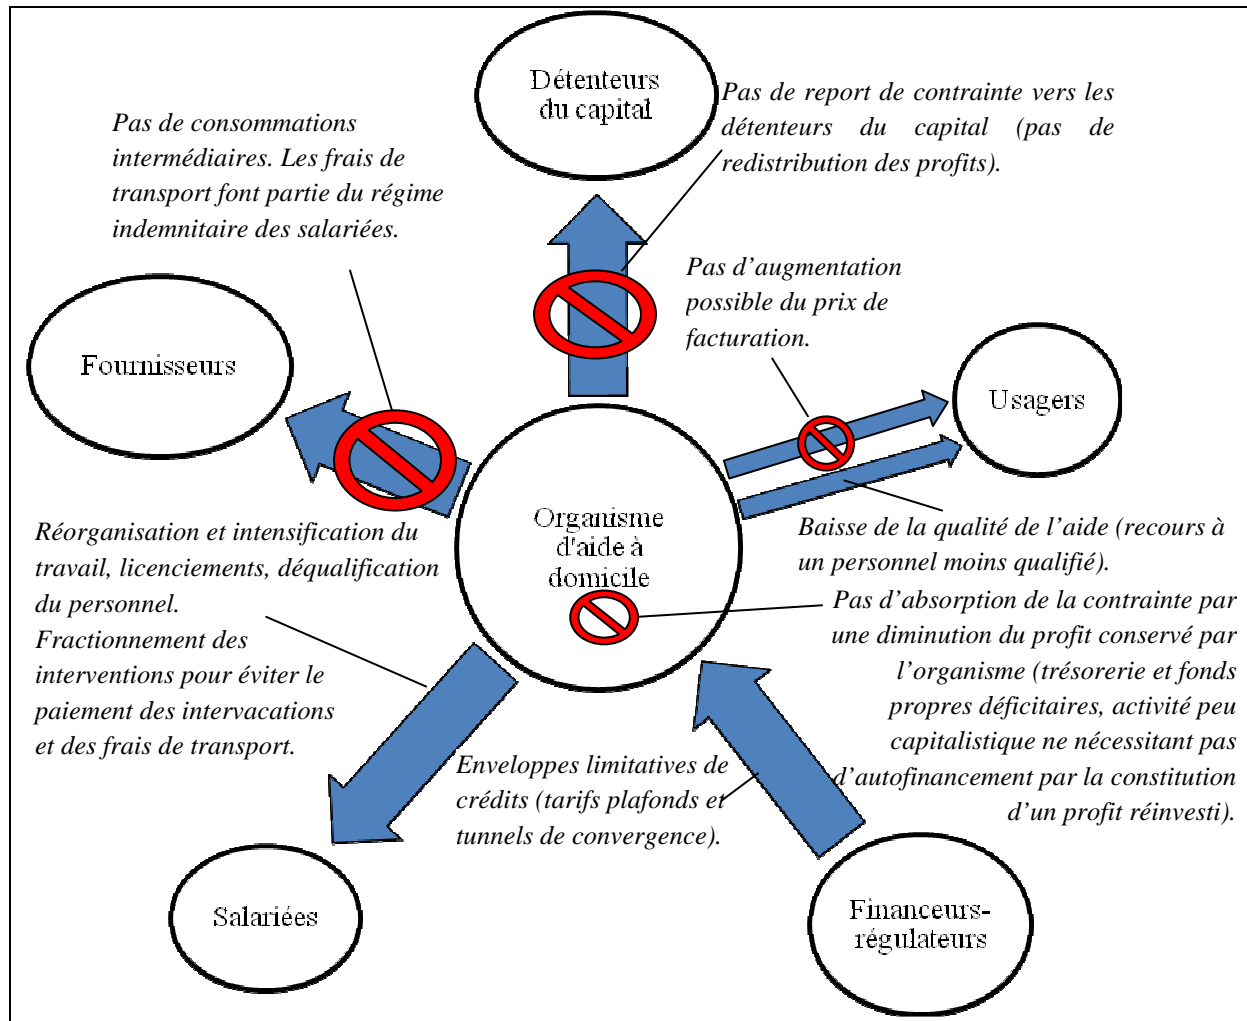 Détenteurs
du capital
Pas de report de contrainte vers les
détenteurs du capital (pas de
redistribution des profits).
Pas de consommations
intermédiaires. Les frais de
transport font partie du régime
indemnitaire des salariées.
Pas d’augmentation
possible du prix de
facturation.
Fournisseurs
Usagers
Organisme
d'aide à
domicile
Baisse de la qualité de l’aide (recours à
un personnel moins qualifié).
Réorganisation et intensification du
travail, licenciements, déqualification
du personnel.
Fractionnement des
interventions pour éviter le
paiement des intervacations
et des frais de transport.
Pas d’absorption de la contrainte par
une diminution du profit conservé par
l’organisme (trésorerie et fonds
propres déficitaires, activité peu
capitalistique ne nécessitant pas
d’autofinancement par la constitution
d’un profit réinvesti).
Enveloppes limitatives de
crédits (tarifs plafonds et
tunnels de convergence).
Salariées
Financeurs-
régulateurs